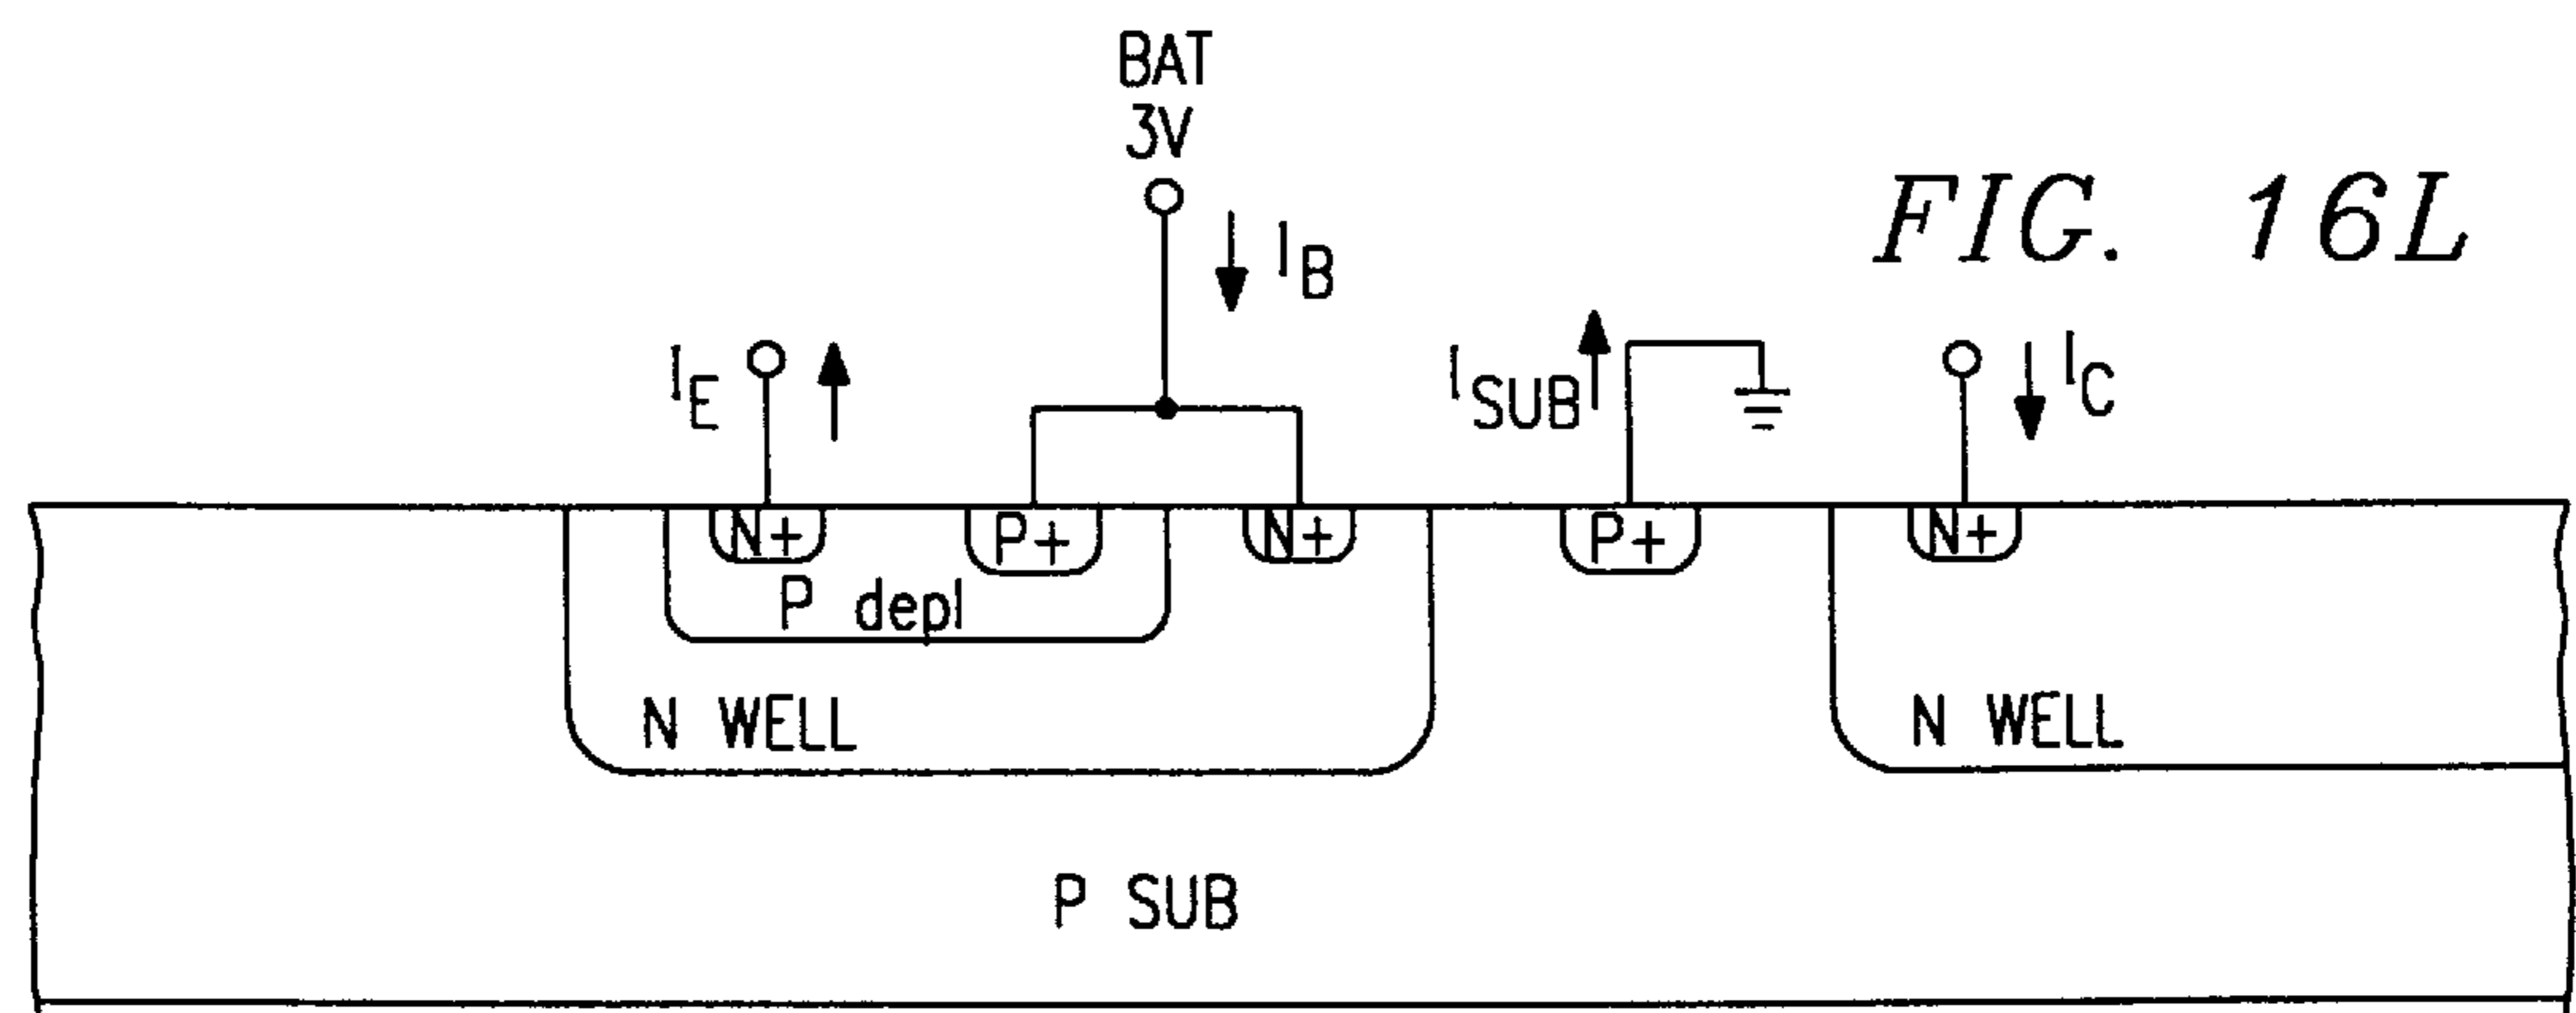 BAT
3V
FIG. 16L
I_B
I_E
I_SUB
I_C
N+
P+
N+
P+
N+
P depl
N WELL
N WELL
P SUB